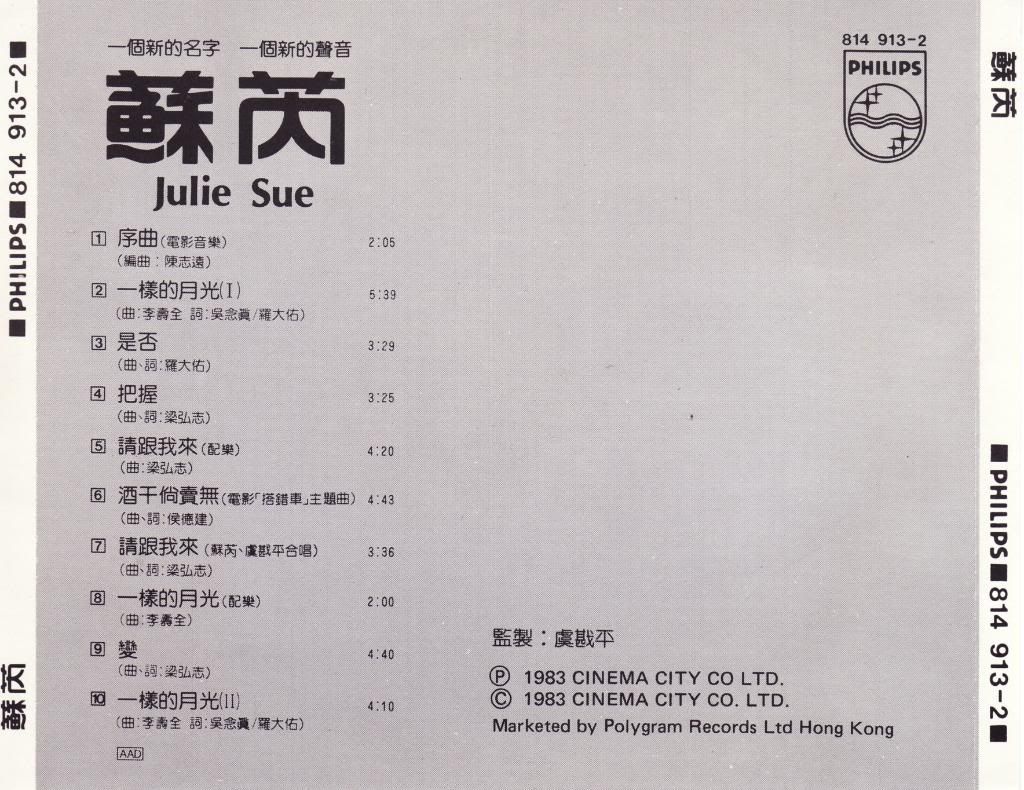 一個新的名字　一個新的聲音
蘇芮
Julie Sue
1 序曲(電影音樂) 2:05
(編曲：陳志遠)
2 一樣的月光(I) 5:39
(曲:李壽全 詞:吳念眞/羅大佑)
3 是否 3:29
(曲、詞:羅大佑)
4 把握 3:25
(曲、詞:梁弘志)
5 請跟我來(配樂) 4:20
(曲:梁弘志)
6 酒干倘賣無(電影「搭錯車」主題曲) 4:43
(曲、詞:侯德建)
7 請跟我來(蘇芮、虞戡平合唱) 3:36
(曲、詞:梁弘志)
8 一樣的月光(配樂) 2:00
(曲:李壽全)
9 變 4:40
(曲、詞:梁弘志)
10 一樣的月光(II) 4:10
(曲:李壽全 詞:吳念眞/羅大佑)
AAD
814 913-2
PHILIPS
監製：虞戡平
Ⓟ 1983 CINEMA CITY CO LTD.
Ⓒ 1983 CINEMA CITY CO. LTD.
Marketed by Polygram Records Ltd Hong Kong
蘇芮 ■PHILIPS■814 913-2■
蘇芮 ■PHILIPS■814 913-2■